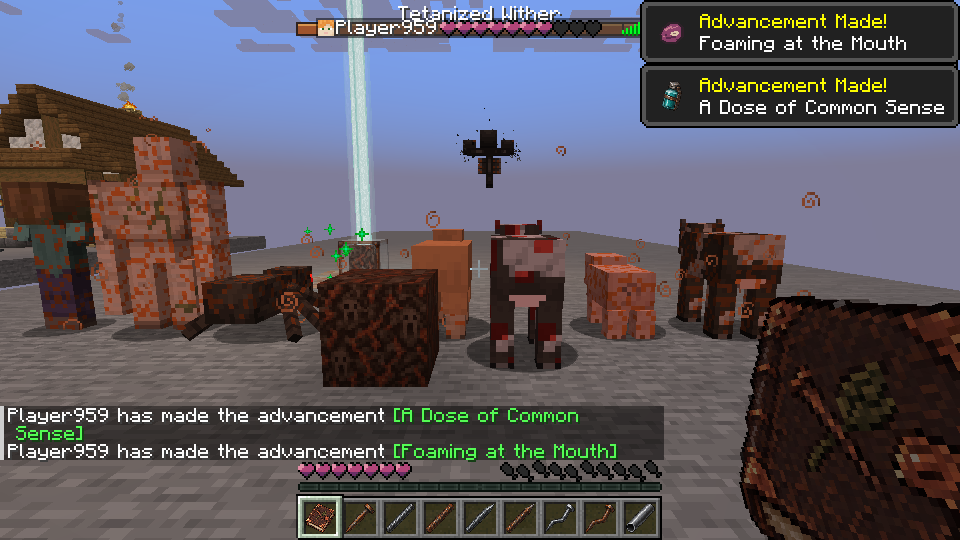 Tetanized Wither
Player959
Advancement Made!
Foaming at the Mouth
Advancement Made!
A Dose of Common Sense
Player959 has made the advancement [A Dose of Common
Sense]
Player959 has made the advancement [Foaming at the Mouth]